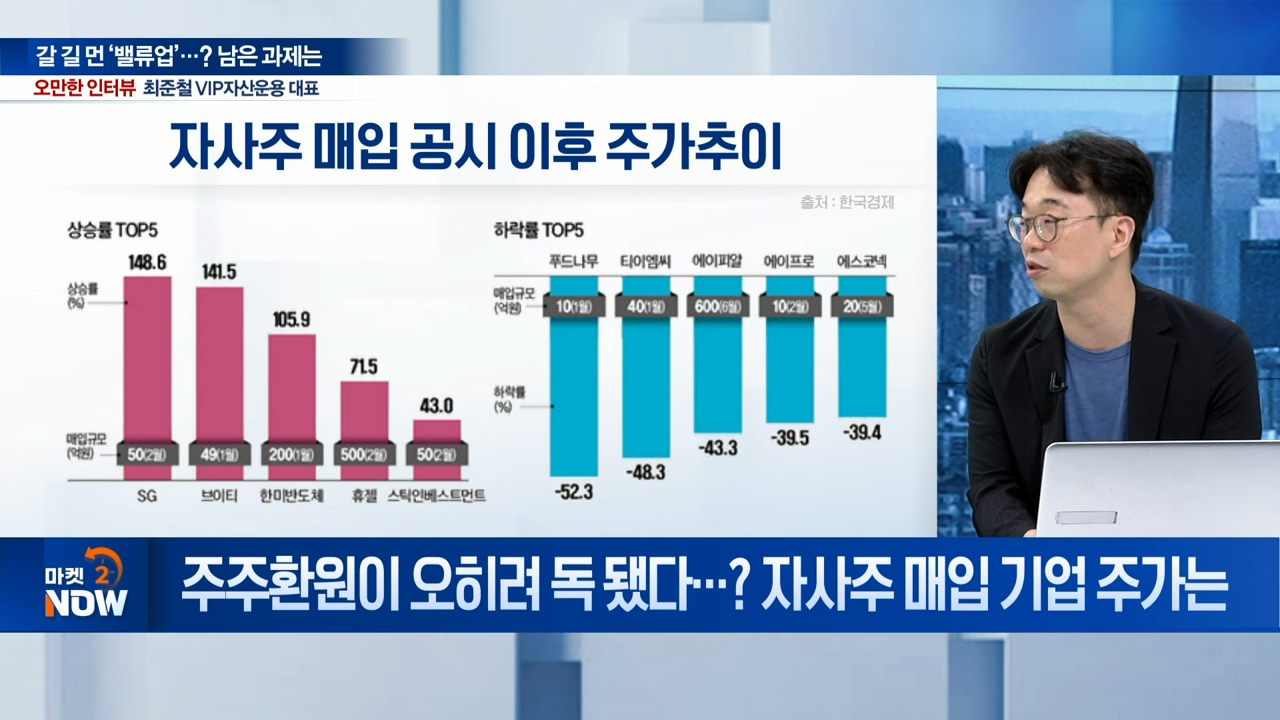 갈 길 먼 ‘밸류업’…? 남은 과제는
오만한 인터뷰 최준철 VIP자산운용 대표
자사주 매입 공시 이후 주가추이
출처 : 한국경제
상승률 TOP5
148.6
141.5
105.9
71.5
43.0
상승률
(%)
매입규모
(억원)
50(2월)
49(1월)
200(1월)
500(2월)
50(2월)
SG
브이티
한미반도체
휴젤
스틱인베스트먼트
하락률 TOP5
푸드나무
티이엠씨
에이피알
에이프로
에스코넥
매입규모
(억원)
10(1월)
40(1월)
600(6월)
10(2월)
20(5월)
하락률
(%)
-52.3
-48.3
-43.3
-39.5
-39.4
마켓 2
NOW
주주환원이 오히려 독 됐다…? 자사주 매입 기업 주가는